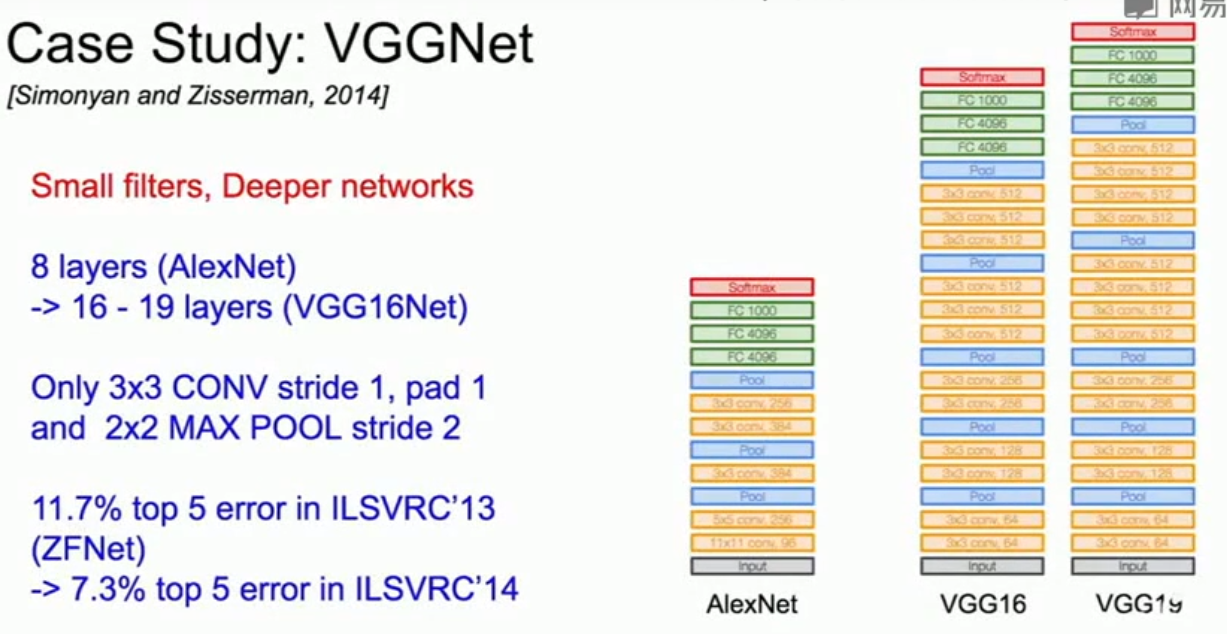 网易
Case Study: VGGNet
[Simonyan and Zisserman, 2014]
Small filters, Deeper networks
8 layers (AlexNet)
-> 16 - 19 layers (VGG16Net)
Only 3x3 CONV stride 1, pad 1
and 2x2 MAX POOL stride 2
11.7% top 5 error in ILSVRC'13
(ZFNet)
-> 7.3% top 5 error in ILSVRC'14
Softmax
FC 1000
FC 4096
FC 4096
Pool
3x3 conv, 256
3x3 conv, 384
Pool
3x3 conv, 384
Pool
5x5 conv, 256
11x11 conv, 96
Input
AlexNet
Softmax
FC 1000
FC 4096
FC 4096
Pool
3x3 conv, 512
3x3 conv, 512
3x3 conv, 512
Pool
3x3 conv, 512
3x3 conv, 512
3x3 conv, 512
Pool
3x3 conv, 256
3x3 conv, 256
Pool
3x3 conv, 128
3x3 conv, 128
Pool
3x3 conv, 64
3x3 conv, 64
Input
VGG16
Softmax
FC 1000
FC 4096
FC 4096
Pool
3x3 conv, 512
3x3 conv, 512
3x3 conv, 512
3x3 conv, 512
Pool
3x3 conv, 512
3x3 conv, 512
3x3 conv, 512
3x3 conv, 512
Pool
3x3 conv, 256
3x3 conv, 256
Pool
3x3 conv, 128
3x3 conv, 128
Pool
3x3 conv, 64
3x3 conv, 64
Input
VGG19